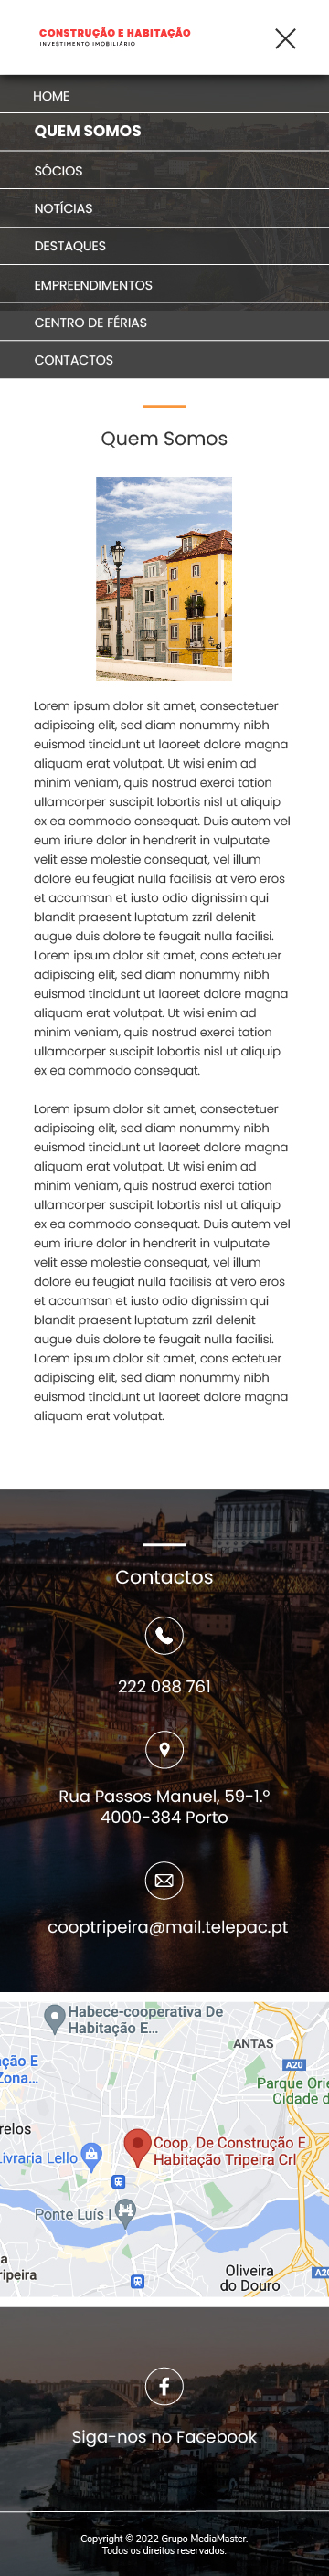 CONSTRUÇÃO E HABITAÇÃO
INVESTIMENTO IMOBILIÁRIO
HOME
QUEM SOMOS
SÓCIOS
NOTÍCIAS
DESTAQUES
EMPREENDIMENTOS
CENTRO DE FÉRIAS
CONTACTOS
Quem Somos
Lorem ipsum dolor sit amet, consectetuer
adipiscing elit, sed diam nonummy nibh
euismod tincidunt ut laoreet dolore magna
aliquam erat volutpat. Ut wisi enim ad
minim veniam, quis nostrud exerci tation
ullamcorper suscipit lobortis nisl ut aliquip
ex ea commodo consequat. Duis autem vel
eum iriure dolor in hendrerit in vulputate
velit esse molestie consequat, vel illum
dolore eu feugiat nulla facilisis at vero eros
et accumsan et iusto odio dignissim qui
blandit praesent luptatum zzril delenit
augue duis dolore te feugait nulla facilisi.
Lorem ipsum dolor sit amet, cons ectetuer
adipiscing elit, sed diam nonummy nibh
euismod tincidunt ut laoreet dolore magna
aliquam erat volutpat. Ut wisi enim ad
minim veniam, quis nostrud exerci tation
ullamcorper suscipit lobortis nisl ut aliquip
ex ea commodo consequat.
Lorem ipsum dolor sit amet, consectetuer
adipiscing elit, sed diam nonummy nibh
euismod tincidunt ut laoreet dolore magna
aliquam erat volutpat. Ut wisi enim ad
minim veniam, quis nostrud exerci tation
ullamcorper suscipit lobortis nisl ut aliquip
ex ea commodo consequat. Duis autem vel
eum iriure dolor in hendrerit in vulputate
velit esse molestie consequat, vel illum
dolore eu feugiat nulla facilisis at vero eros
et accumsan et iusto odio dignissim qui
blandit praesent luptatum zzril delenit
augue duis dolore te feugait nulla facilisi.
Lorem ipsum dolor sit amet, cons ectetuer
adipiscing elit, sed diam nonummy nibh
euismod tincidunt ut laoreet dolore magna
aliquam erat volutpat.
Contactos
222 088 761
Rua Passos Manuel, 59-1.º
4000-384 Porto
cooptripeira@mail.telepac.pt
Habece-cooperativa De
Habitação E...
ANTAS
ação E
Zona...
A20
Parque Orie
Cidade d
relos
Livraria Lello
Coop. De Construção E
Habitação Tripeira Crl
Ponte Luís I
a
ripeira
Oliveira
do Douro
A20
Siga-nos no Facebook
Copyright © 2022 Grupo MediaMaster.
Todos os direitos reservados.